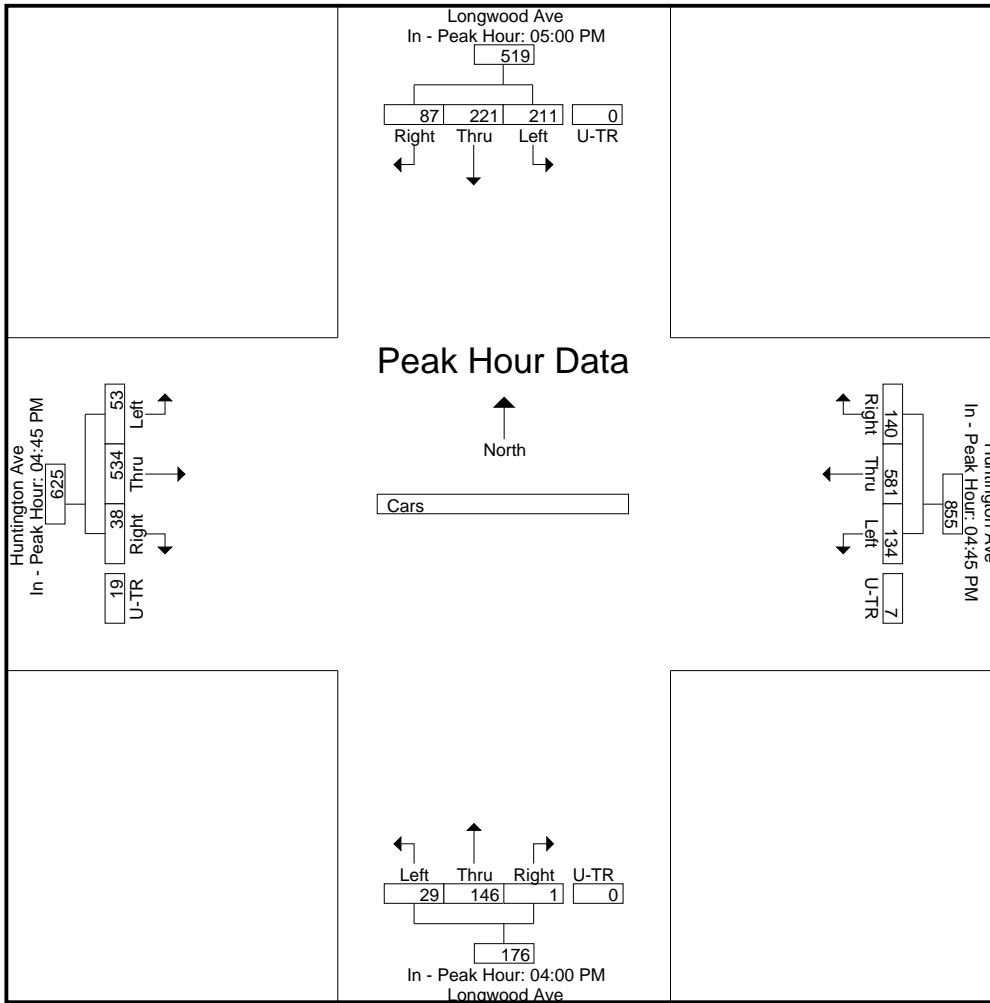 Longwood Ave
In - Peak Hour: 05:00 PM
519
87 221 211 0
Right Thru Left U-TR
Peak Hour Data
North
Cars
Huntington Ave
In - Peak Hour: 04:45 PM
625
53 534 38 19
Left Thru Right U-TR
Right Thru Left U-TR
140 581 134 7
855
Huntington Ave
In - Peak Hour: 04:45 PM
Left Thru Right U-TR
29 146 1 0
176
In - Peak Hour: 04:00 PM
Longwood Ave